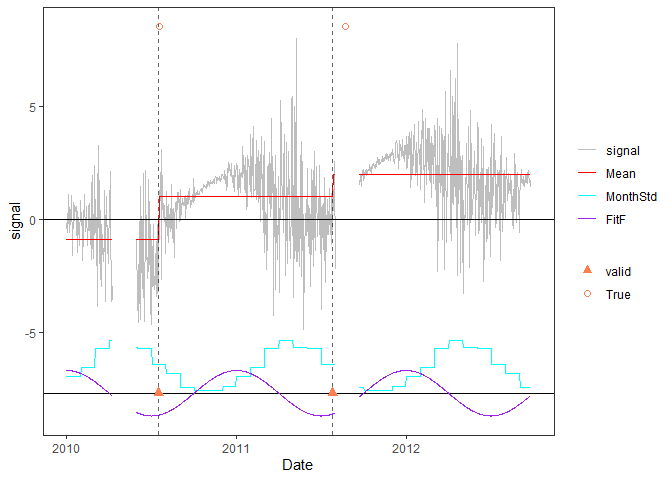 signal
5
0
-5
2010
2011
2012
Date
signal
Mean
MonthStd
FitF
valid
True